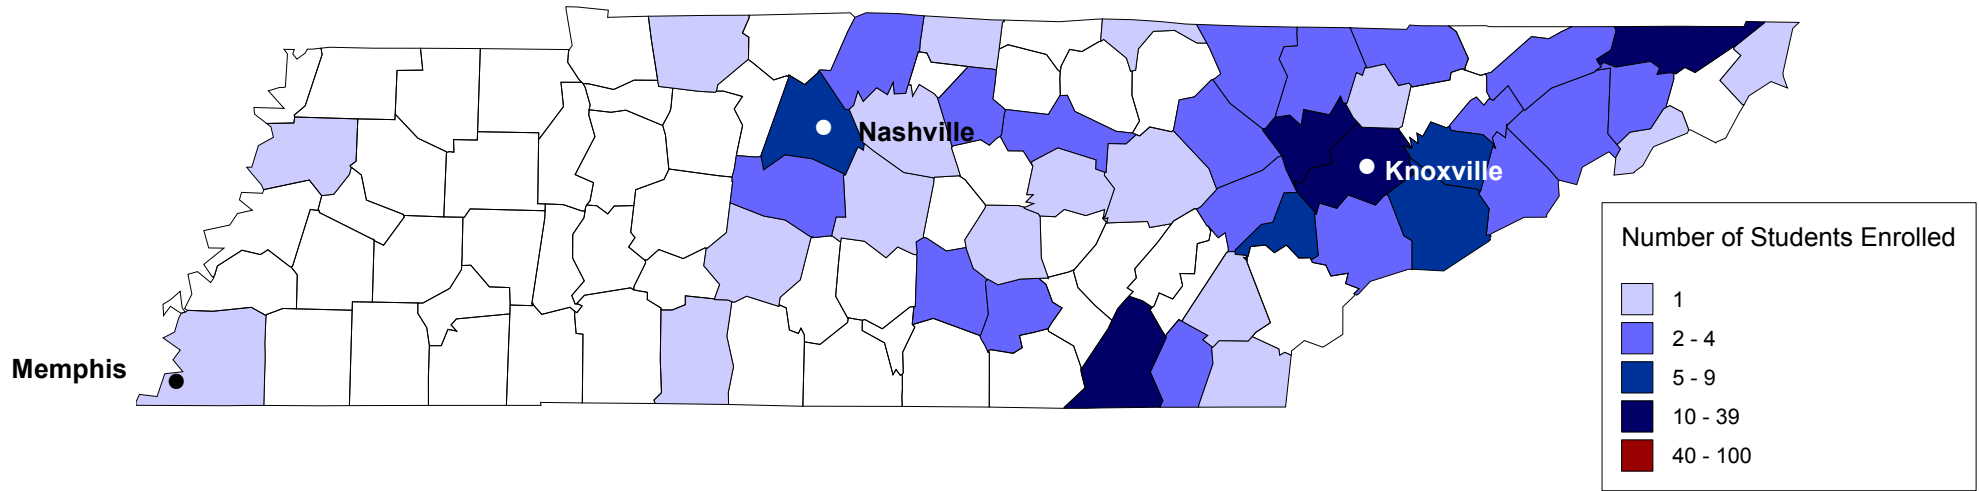 Nashville
Knoxville
Memphis
Number of Students Enrolled
1
2 - 4
5 - 9
10 - 39
40 - 100